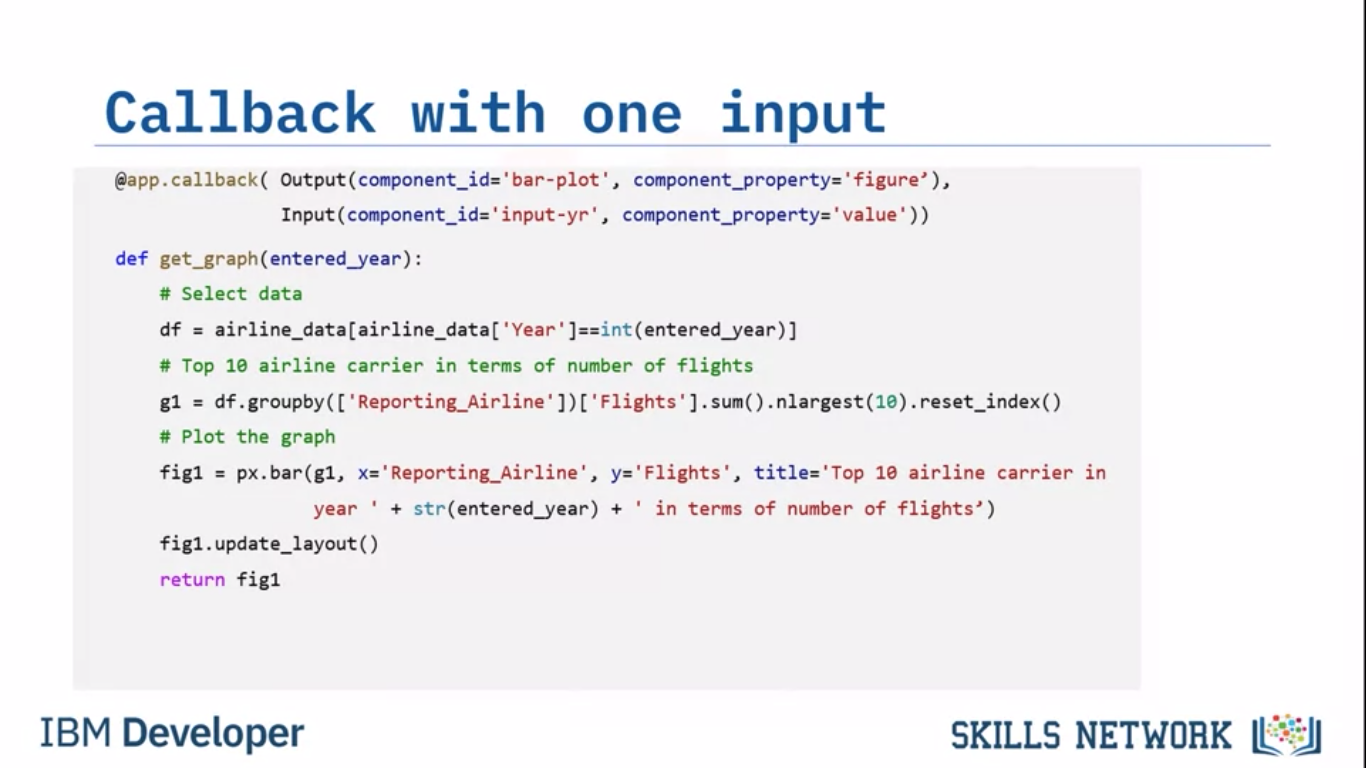 Callback with one input
@app.callback( Output(component_id='bar-plot', component_property='figure’),
Input(component_id='input-yr', component_property='value'))
def get_graph(entered_year):
# Select data
df = airline_data[airline_data['Year']==int(entered_year)]
# Top 10 airline carrier in terms of number of flights
g1 = df.groupby(['Reporting_Airline'])['Flights'].sum().nlargest(10).reset_index()
# Plot the graph
fig1 = px.bar(g1, x='Reporting_Airline', y='Flights', title='Top 10 airline carrier in
year ' + str(entered_year) + ' in terms of number of flights’)
fig1.update_layout()
return fig1
IBM Developer
SKILLS NETWORK